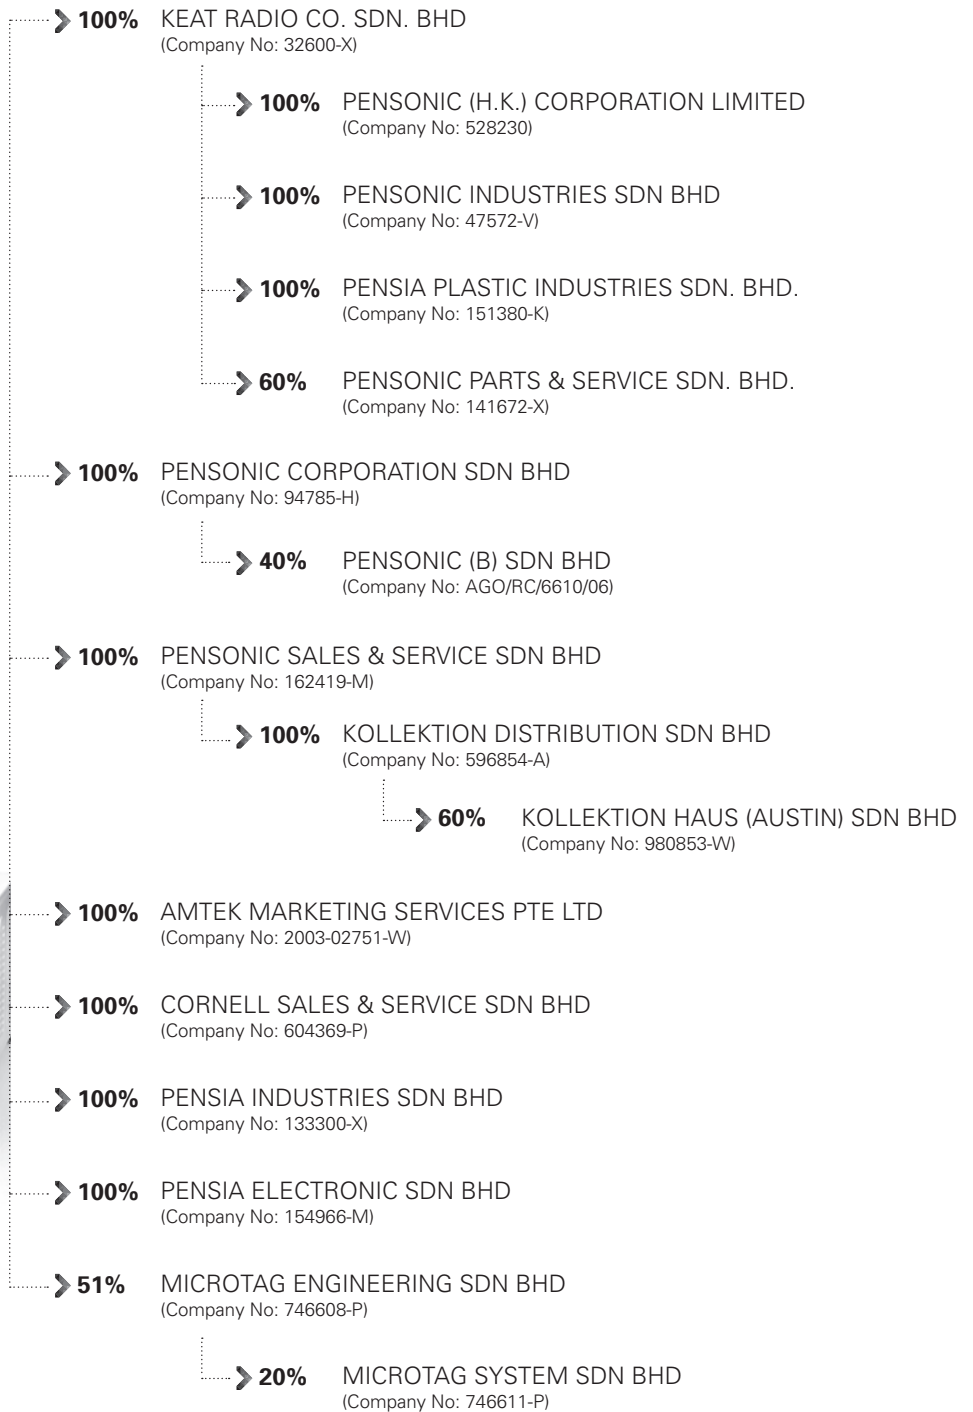 100% KEAT RADIO CO. SDN. BHD
(Company No: 32600-X)
100% PENSONIC (H.K.) CORPORATION LIMITED
(Company No: 528230)
100% PENSONIC INDUSTRIES SDN BHD
(Company No: 47572-V)
100% PENSIA PLASTIC INDUSTRIES SDN. BHD.
(Company No: 151380-K)
60% PENSONIC PARTS & SERVICE SDN. BHD.
(Company No: 141672-X)
100% PENSONIC CORPORATION SDN BHD
(Company No: 94785-H)
40% PENSONIC (B) SDN BHD
(Company No: AGO/RC/6610/06)
100% PENSONIC SALES & SERVICE SDN BHD
(Company No: 162419-M)
100% KOLLEKTION DISTRIBUTION SDN BHD
(Company No: 596854-A)
60% KOLLEKTION HAUS (AUSTIN) SDN BHD
(Company No: 980853-W)
100% AMTEK MARKETING SERVICES PTE LTD
(Company No: 2003-02751-W)
100% CORNELL SALES & SERVICE SDN BHD
(Company No: 604369-P)
100% PENSIA INDUSTRIES SDN BHD
(Company No: 133300-X)
100% PENSIA ELECTRONIC SDN BHD
(Company No: 154966-M)
51% MICROTAG ENGINEERING SDN BHD
(Company No: 746608-P)
20% MICROTAG SYSTEM SDN BHD
(Company No: 746611-P)